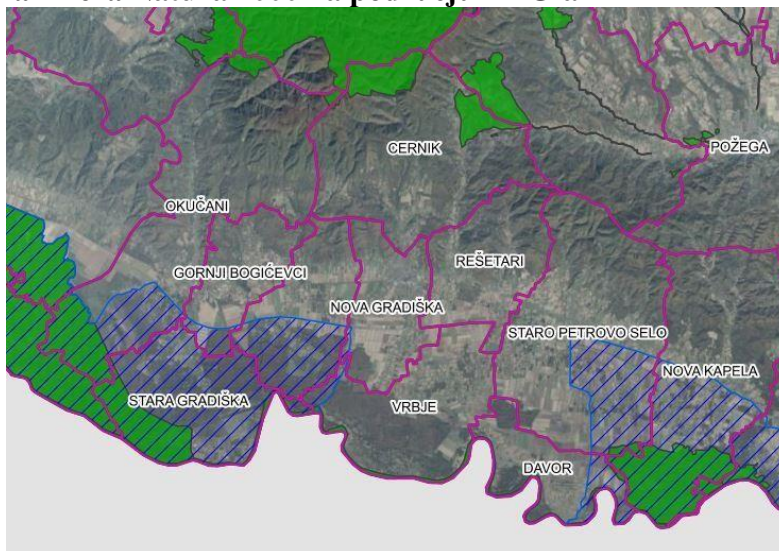 CERNIK
POŽEGA
OKUČANI
REŠETARI
GORNJI BOGIĆEVCI
NOVA GRADIŠKA
STARO PETROVO SELO
NOVA KAPELA
STARA GRADIŠKA
VRBJE
DAVOR